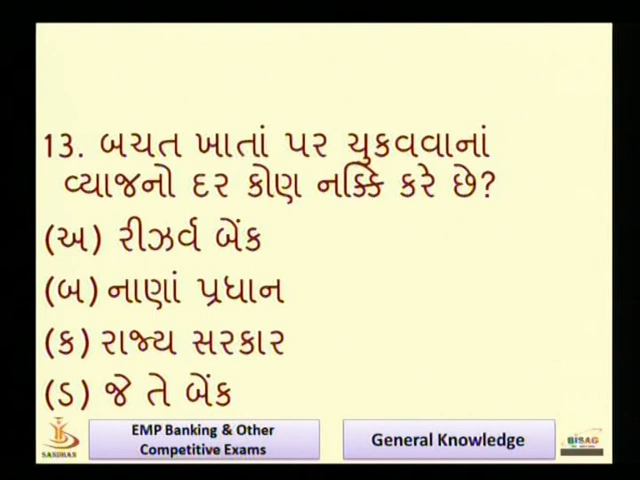 13. બચત ખાતાં પર ચુકવવાનાં
વ્યાજનો દર કોણ નક્કિ કરે છે?
(અ) રીઝર્વ બેંક
(બ) નાણાં પ્રધાન
(ક) રાજ્ય સરકાર
(ડ) જે તે બેંક
SANDHAN
EMP Banking & Other
Competitive Exams
General Knowledge
BISAG